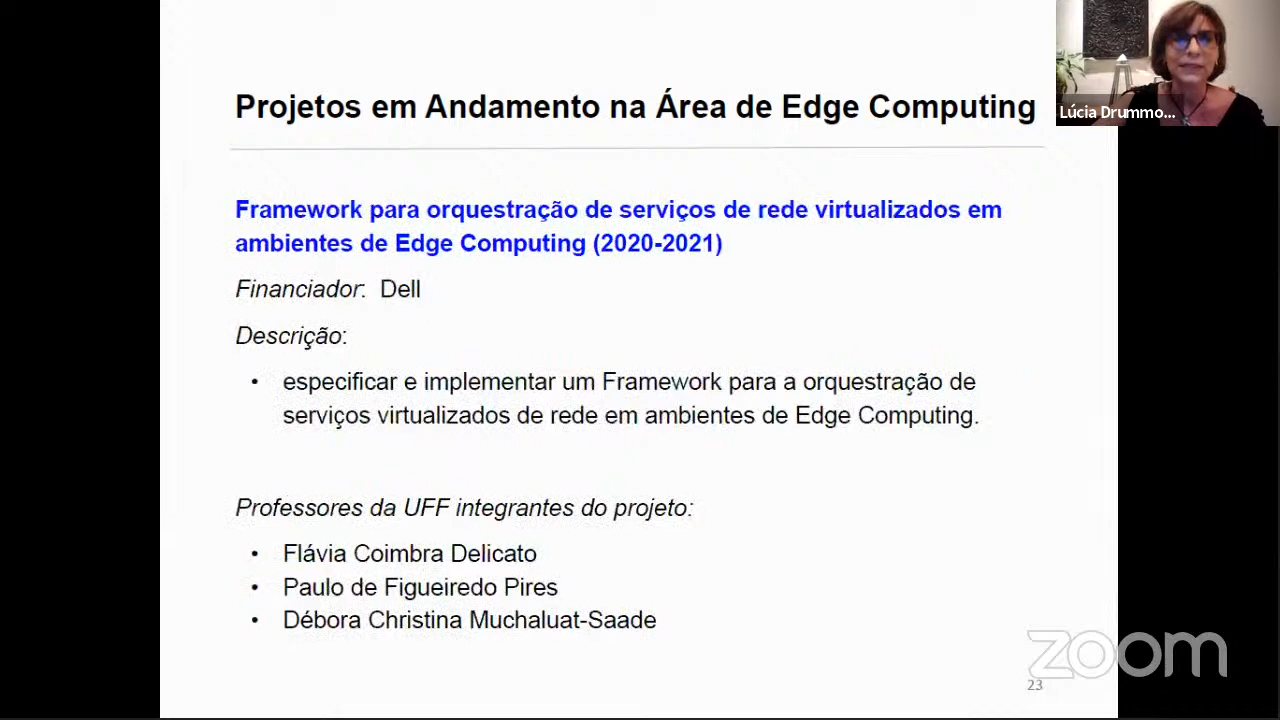 Projetos em Andamento na Área de Edge Computing
Lúcia Drummo...
Framework para orquestração de serviços de rede virtualizados em
ambientes de Edge Computing (2020-2021)
Financiador: Dell
Descrição:
• especificar e implementar um Framework para a orquestração de
serviços virtualizados de rede em ambientes de Edge Computing.
Professores da UFF integrantes do projeto:
• Flávia Coimbra Delicato
• Paulo de Figueiredo Pires
• Débora Christina Muchaluat-Saade
zoom
23